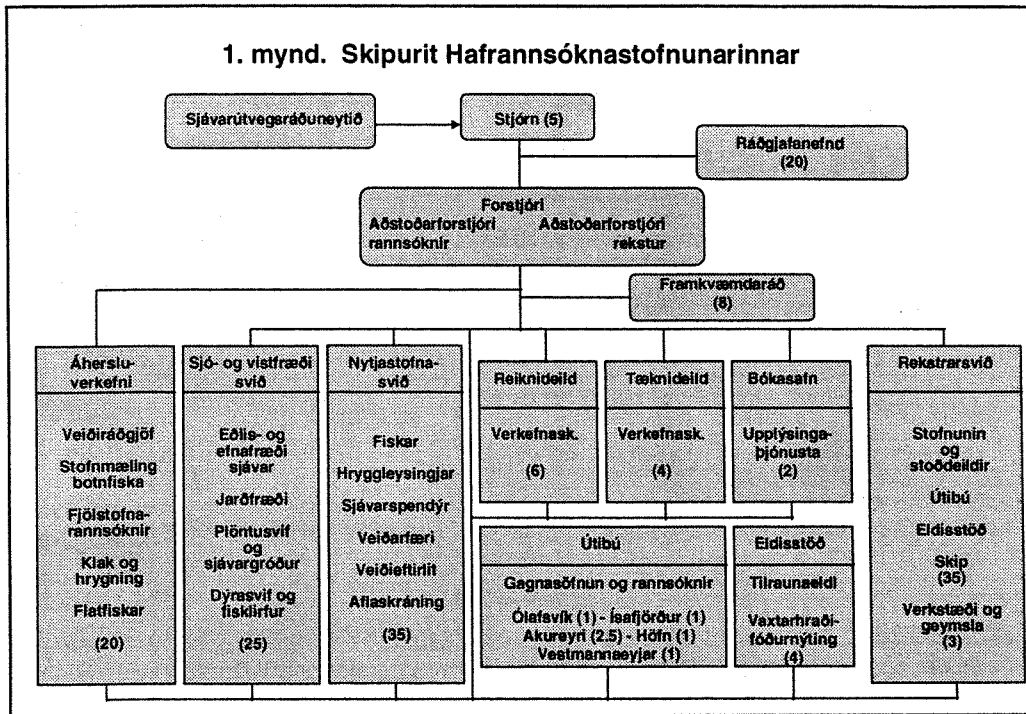 1. mynd. Skipurit Hafrannsóknastofnunarinnar
Sjávarútvegsráðuneytið
Stjórn (5)
Ráðgjafanefnd
(20)
Forstjóri
Aðstoðarforstjóri Aðstoðarforstjóri
rannsóknir rekstur
Framkvæmdaráð
(8)
Áherslu-
verkefni
Veiðiráðgjöf
Stofnmæling
botnfiska
Fjölstofna-
rannsóknir
Klak og
hrygning
Flatfiskar
(20)
Sjó- og vistfræði
svið
Eðlis- og
efnafræði
sjávar
Jarðfræði
Plöntusvif
og
sjávargróður
Dýrasvif og
fisklirfur
(25)
Nytjastofna-
svið
Fiskar
Hryggleysingjar
Sjávarspendýr
Veiðarfæri
Veiðieftirlit
Aflaskráning
(35)
Reiknideild
Verkefnask.
(6)
Tæknideild
Verkefnask.
(4)
Bókasafn
Upplýsinga-
þjónusta
(2)
Útibú
Gagnasöfnun og rannsóknir
Ólafsvík (1) - Ísafjörður (1)
Akureyri (2.5) - Höfn (1)
Vestmannaeyjar (1)
Eldisstöð
Tilraunaeldi
Vaxtarhraði-
fóðurnýting
(4)
Rekstrarsvið
Stofnunin
og
stoðdeildir
Útibú
Eldisstöð
Skip
(35)
Verkstæði og
geymsla
(3)